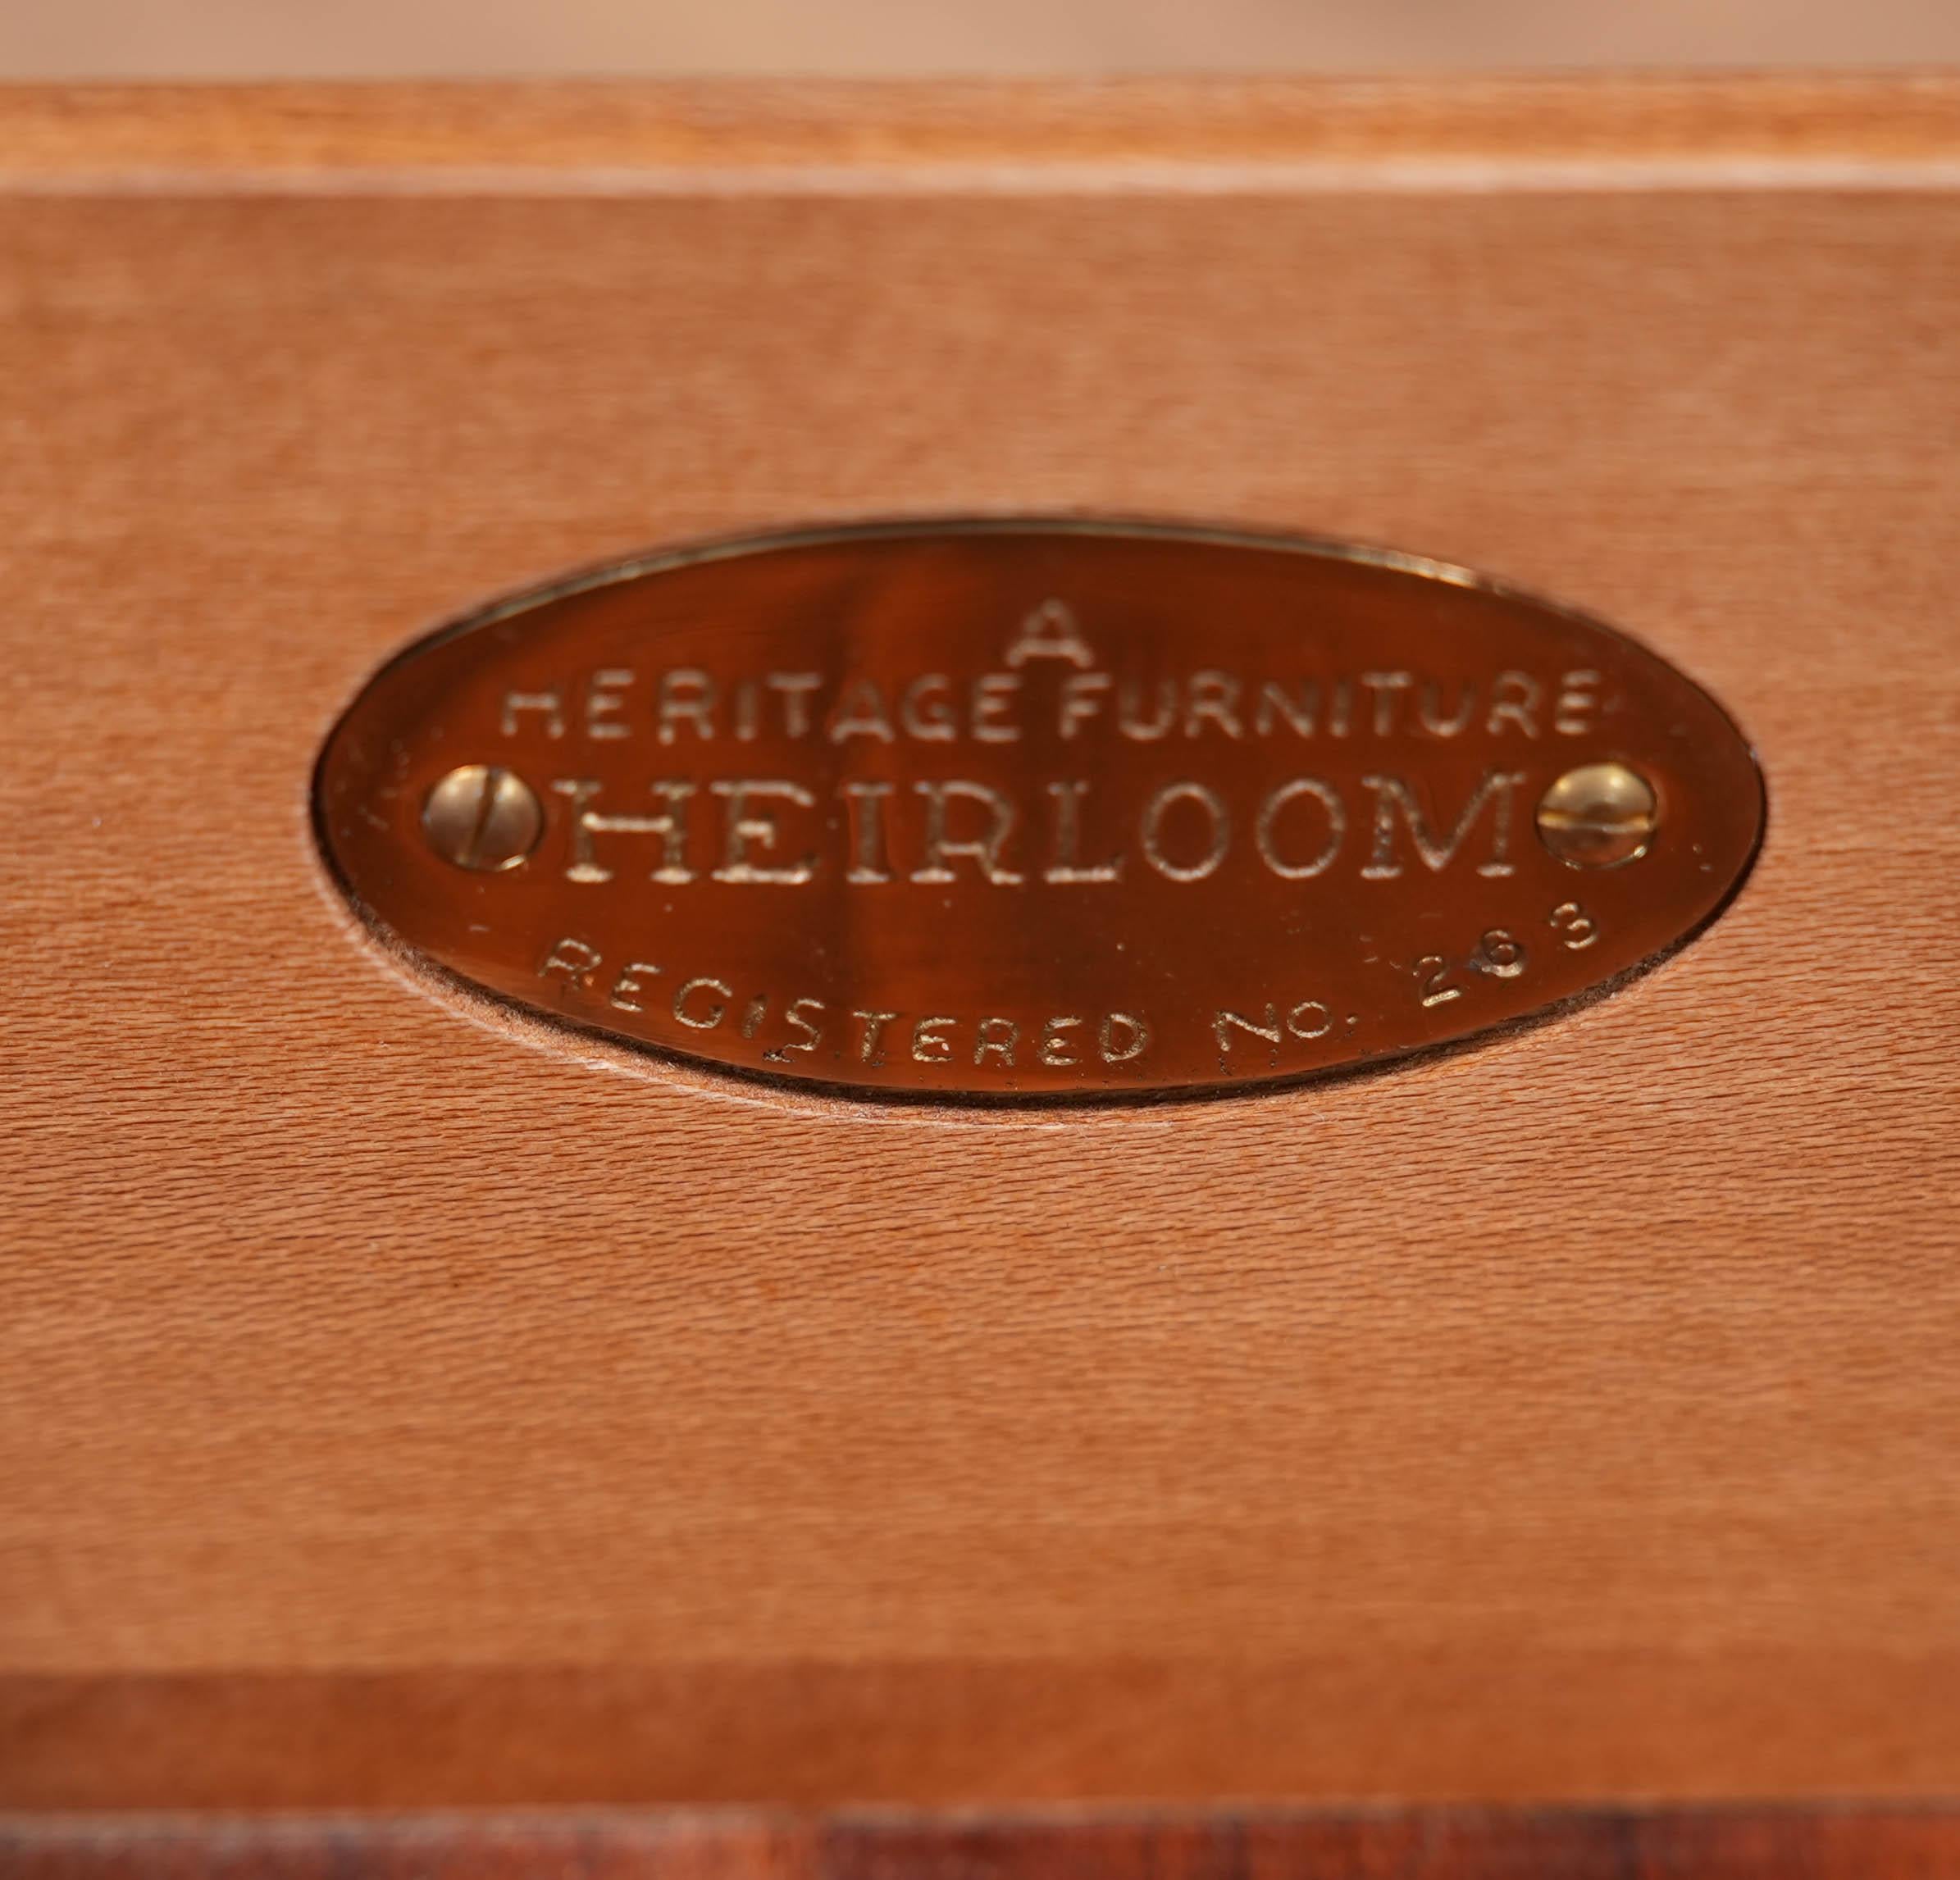 A
HERITAGE FURNITURE
HEIRLOOM
REGISTERED No. 263